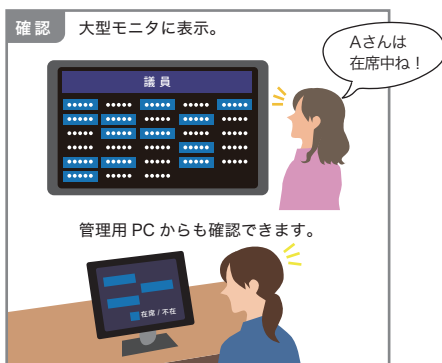 確認
大型モニタに表示。
Aさんは
在席中ね！
議員
管理用 PC からも確認できます。
在席 / 不在